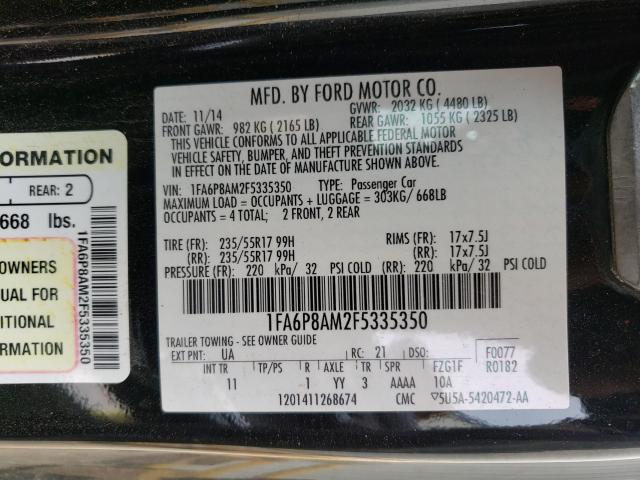 FORMATION
REAR: 2
668 lbs.
OWNERS
UAL FOR
ITIONAL
FORMATION
1FA6P8AM2F5335350
MFD. BY FORD MOTOR CO.
DATE: 11/14 GVWR: 2032 KG ( 4480 LB)
FRONT GAWR: 982 KG ( 2165 LB) REAR GAWR: 1055 KG ( 2325 LB)
THIS VEHICLE CONFORMS TO ALL APPLICABLE FEDERAL MOTOR
VEHICLE SAFETY, BUMPER, AND THEFT PREVENTION STANDARDS
IN EFFECT ON THE DATE OF MANUFACTURE SHOWN ABOVE.
VIN: 1FA6P8AM2F5335350 TYPE: Passenger Car
MAXIMUM LOAD = OCCUPANTS + LUGGAGE = 303KG/ 668LB
OCCUPANTS = 4 TOTAL; 2 FRONT, 2 REAR
TIRE (FR): 235/55R17 99H RIMS (FR): 17x7.5J
(RR): 235/55R17 99H (RR): 17x7.5J
PRESSURE (FR): 220 kPa/ 32 PSI COLD (RR): 220 kPa/ 32 PSI COLD
1FA6P8AM2F5335350
TRAILER TOWING - SEE OWNER GUIDE
EXT PNT: UA RC: 21 DSO: F0077
INT TR TP/PS R AXLE TR SPR FZG1F R0182
11 1 YY 3 AAAA 10A
1201411268674 CMC ▽5U5A-5420472-AA